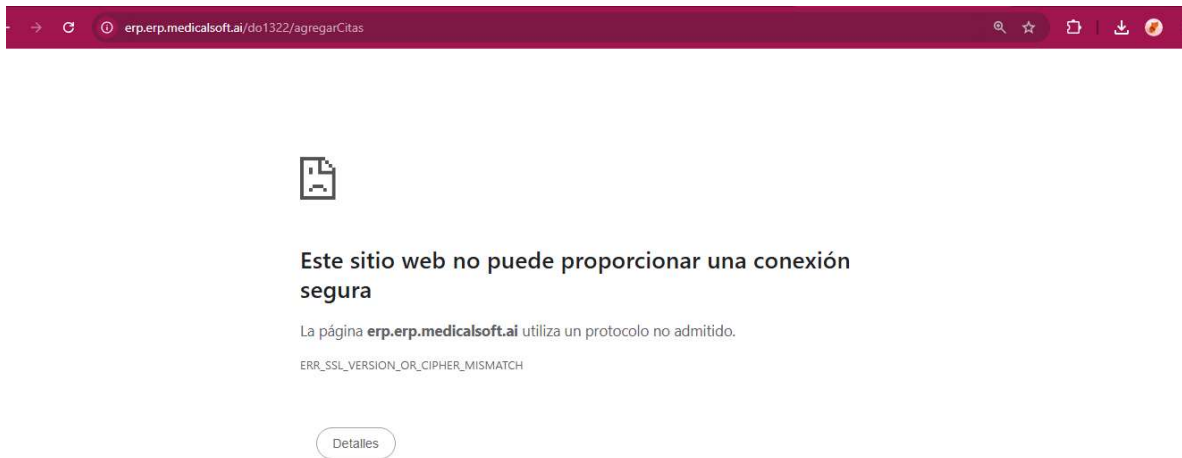 erp.erp.medicalsoft.ai/do1322/agregarCitas
Este sitio web no puede proporcionar una conexión
segura
La página erp.erp.medicalsoft.ai utiliza un protocolo no admitido.
ERR_SSL_VERSION_OR_CIPHER_MISMATCH
Detalles